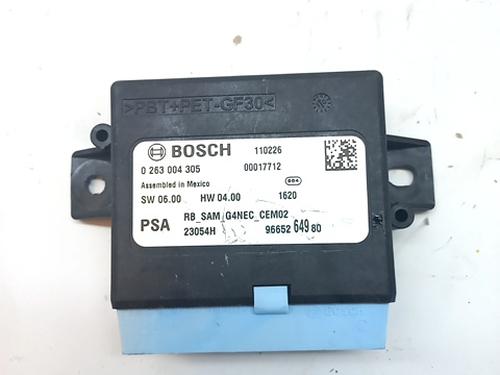 >PBT+PET-GF30<
BOSCH 110226
0 263 004 305 00017712
Assembled in Mexico 904
SW 06.00 HW 04.00 1620
PSA RB_SAM_G4NEC_CEM02
23054H 96652 649 80